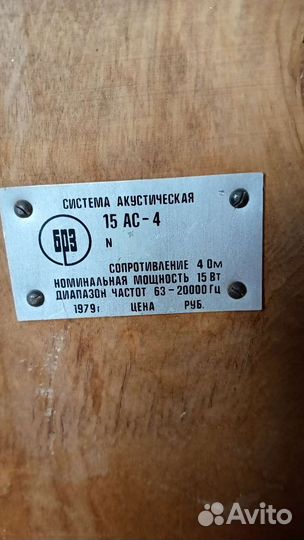 СИСТЕМА АКУСТИЧЕСКАЯ
15 АС-4
БРЗ
N
СОПРОТИВЛЕНИЕ 4 Ом
НОМИНАЛЬНАЯ МОЩНОСТЬ 15 Вт
ДИАПАЗОН ЧАСТОТ 63-20000 Гц
1979 г ЦЕНА РУБ.
Avito